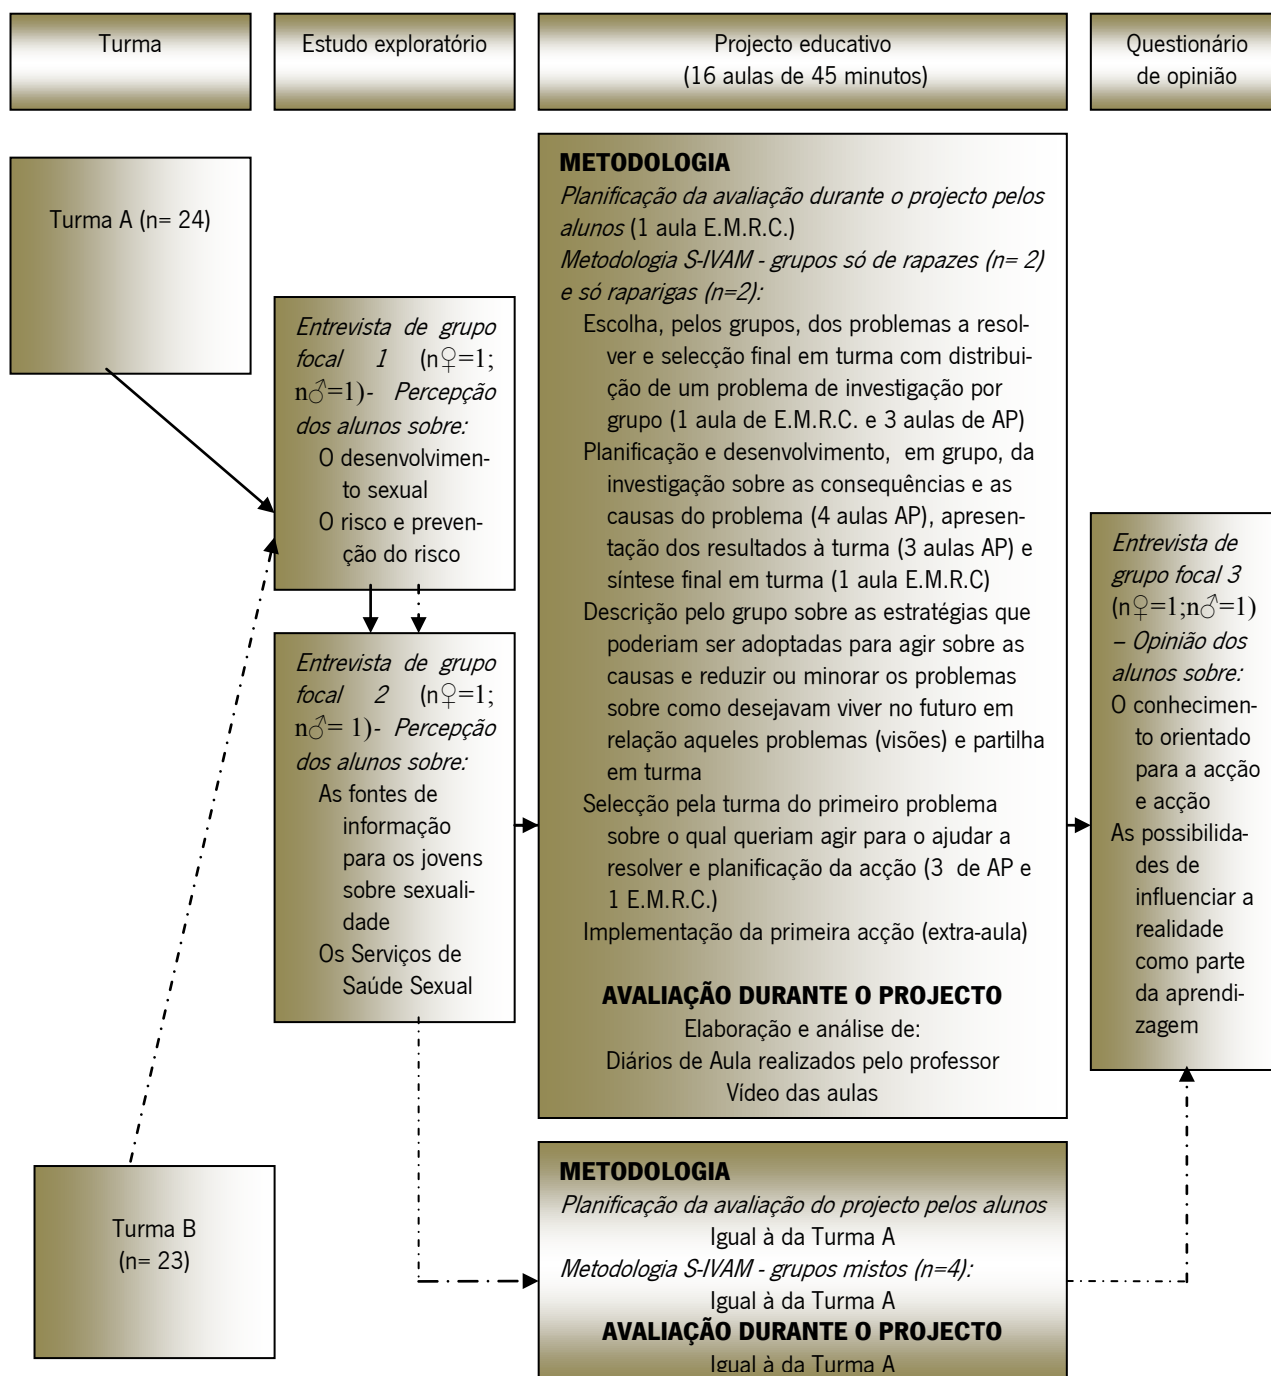 Turma
Estudo exploratório
Projecto educativo
(16 aulas de 45 minutos)
Questionário
de opinião
Turma A (n= 24)
Entrevista de grupo
focal 1 (n♀=1;
n♂=1)- Percepção
dos alunos sobre:
O desenvolvimen-
to sexual
O risco e preven-
ção do risco
Entrevista de grupo
focal 2 (n♀=1;
n♂= 1)- Percepção
dos alunos sobre:
As fontes de
informação
para os jovens
sobre sexuali-
dade
Os Serviços de
Saúde Sexual
METODOLOGIA
Planificação da avaliação durante o projecto pelos
alunos (1 aula E.M.R.C.)
Metodologia S-IVAM - grupos só de rapazes (n= 2)
e só raparigas (n=2):
Escolha, pelos grupos, dos problemas a resol-
ver e selecção final em turma com distribui-
ção de um problema de investigação por
grupo (1 aula de E.M.R.C. e 3 aulas de AP)
Planificação e desenvolvimento, em grupo, da
investigação sobre as consequências e as
causas do problema (4 aulas AP), apresen-
tação dos resultados à turma (3 aulas AP) e
síntese final em turma (1 aula E.M.R.C)
Descrição pelo grupo sobre as estratégias que
poderiam ser adoptadas para agir sobre as
causas e reduzir ou minorar os problemas
sobre como desejavam viver no futuro em
relação aqueles problemas (visões) e partilha
em turma
Selecção pela turma do primeiro problema
sobre o qual queriam agir para o ajudar a
resolver e planificação da acção (3 de AP e
1 E.M.R.C.)
Implementação da primeira acção (extra-aula)
AVALIAÇÃO DURANTE O PROJECTO
Elaboração e análise de:
Diários de Aula realizados pelo professor
Vídeo das aulas
Entrevista de
grupo focal 3
(n♀=1;n♂=1)
– Opinião dos
alunos sobre:
O conhecimen-
to orientado
para a acção
e acção
As possibilida-
des de
influenciar a
realidade
como parte
da aprendi-
zagem
Turma B
(n= 23)
METODOLOGIA
Planificação da avaliação do projecto pelos alunos
Igual à da Turma A
Metodologia S-IVAM - grupos mistos (n=4):
Igual à da Turma A
AVALIAÇÃO DURANTE O PROJECTO
Igual à da Turma A